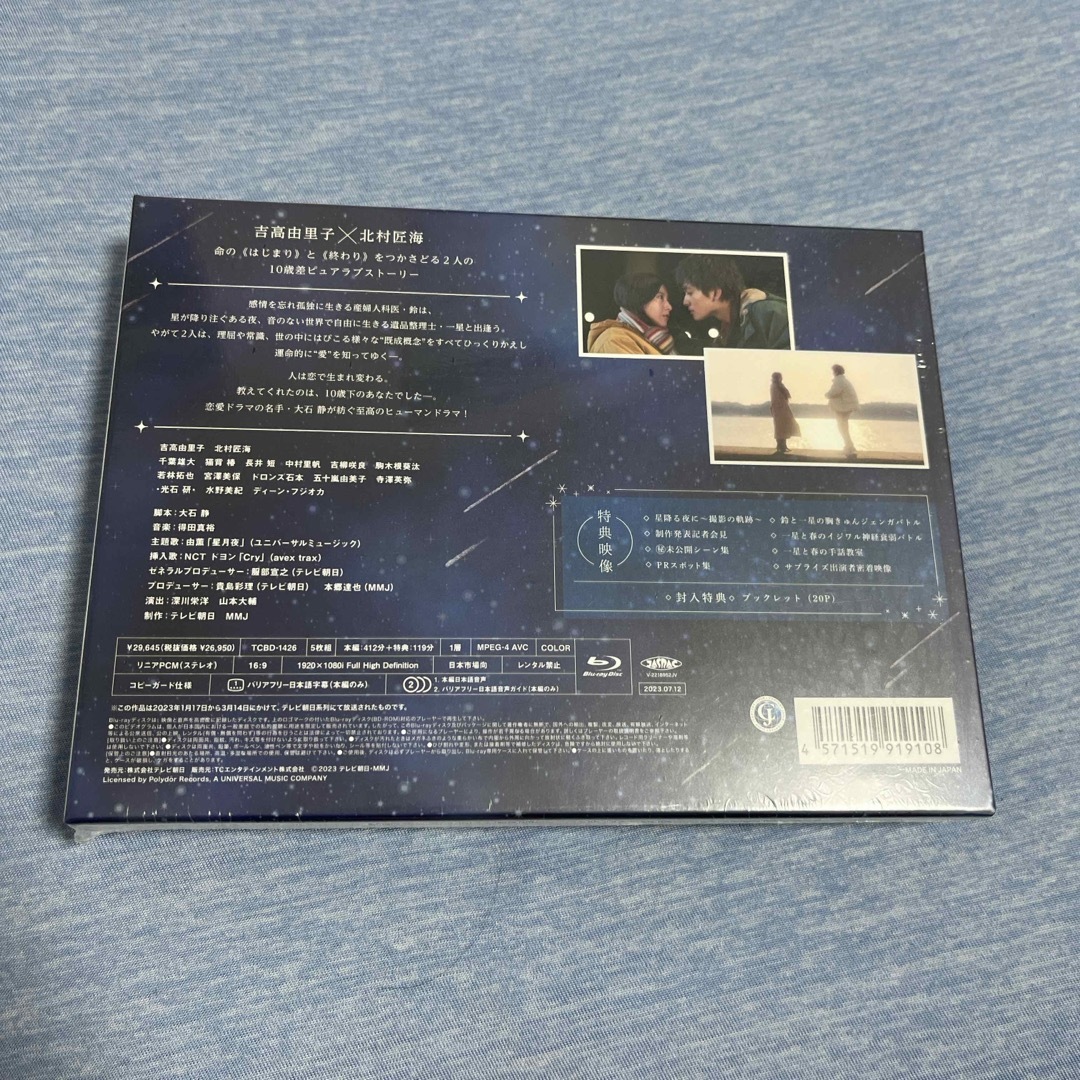 吉高由里子×北村匠海
命の《はじまり》と《終わり》をつかさどる2人の
10歳差ピュアラブストーリー
感情を忘れ孤独に生きる産婦人科医・鈴は、
星が降り注ぐある夜、音のない世界で自由に生きる遺品整理士・一星と出逢う。
やがて2人は、理屈や常識、世の中にはびこる様々な“既成概念”をすべてひっくりかえし
運命的に“愛”を知ってゆく―。
人は恋で生まれ変わる。
教えてくれたのは、10歳下のあなたでした―。
恋愛ドラマの名手・大石 静が紡ぐ至高のヒューマンドラマ！
吉高由里子 北村匠海
千葉雄大 猫背 椿 長井 短 中村里帆 吉柳咲良 駒木根葵汰
若林拓也 宮澤美保 ドロンズ石本 五十嵐由美子 寺澤英弥
・光石 研・ 水野美紀 ディーン・フジオカ
脚本：大石 静
音楽：得田真裕
主題歌：由薫「星月夜」（ユニバーサルミュージック）
挿入歌：NCT ドヨン「Cry」（avex trax）
ゼネラルプロデューサー：服部宣之（テレビ朝日）
プロデューサー：貴島彩理（テレビ朝日） 本郷達也（MMJ）
演出：深川栄洋 山本大輔
制作：テレビ朝日 MMJ
特典映像
◇ 星降る夜に～撮影の軌跡～
◇ 制作発表記者会見
◇ ㊙未公開シーン集
◇ PRスポット集
◇ 鈴と一星の胸きゅんジェンガバトル
◇ 一星と春のイジワル神経衰弱バトル
◇ 一星と春の手話教室
◇ サプライズ出演者密着映像
◇ 封入特典 ◇ ブックレット（20P）
￥29,645（税抜価格 ￥26,950） TCBD-1426 5枚組 本編：412分＋特典：119分 1層 MPEG-4 AVC COLOR
リニアPCM（ステレオ） 16:9 1920×1080i Full High Definition 日本市場向 レンタル禁止
コピーガード仕様 1 バリアフリー日本語字幕（本編のみ） 2 1. 本編日本語音声
2. バリアフリー日本語音声ガイド（本編のみ）
Blu-ray Disc
JASRAC
V-2218952JV
2023.07.12
※この作品は2023年1月17日から3月14日にかけて、テレビ朝日系列にて放送されたものです。
発売元：株式会社テレビ朝日 販売元：TCエンタテインメント株式会社 ©2023 テレビ朝日・MMJ
Licensed by Polydor Records, A UNIVERSAL MUSIC COMPANY
4 571519 919108
MADE IN JAPAN